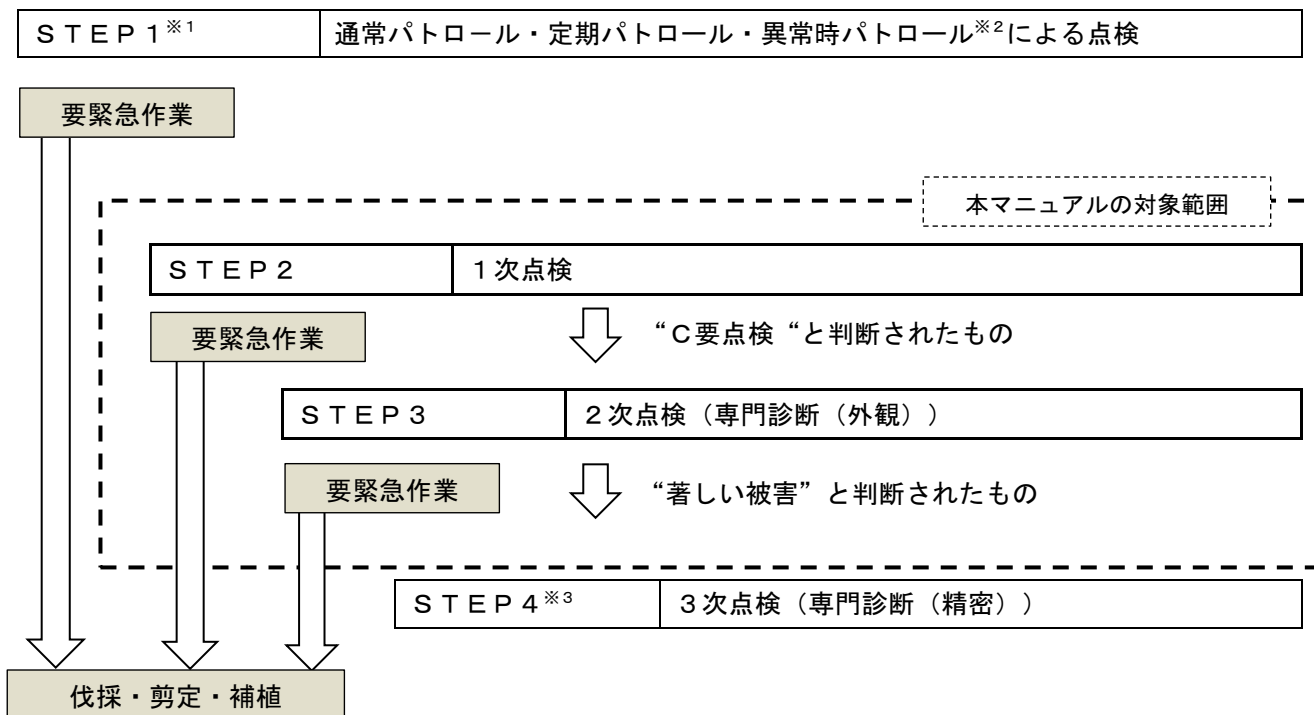 ＳＴＥＰ１※1 通常パトロール・定期パトロール・異常時パトロール※2による点検
要緊急作業
本マニュアルの対象範囲
ＳＴＥＰ２ １次点検
要緊急作業 “Ｃ要点検“と判断されたもの
ＳＴＥＰ３ ２次点検（専門診断（外観））
要緊急作業 “著しい被害”と判断されたもの
ＳＴＥＰ４※3 ３次点検（専門診断（精密））
伐採・剪定・補植